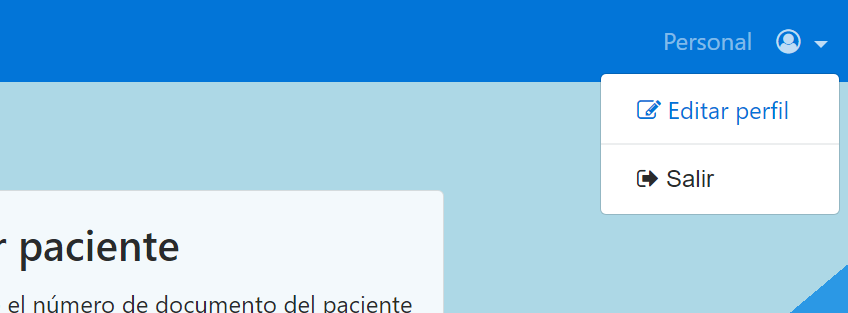 Personal
Editar perfil
Salir
r paciente
el número de documento del paciente